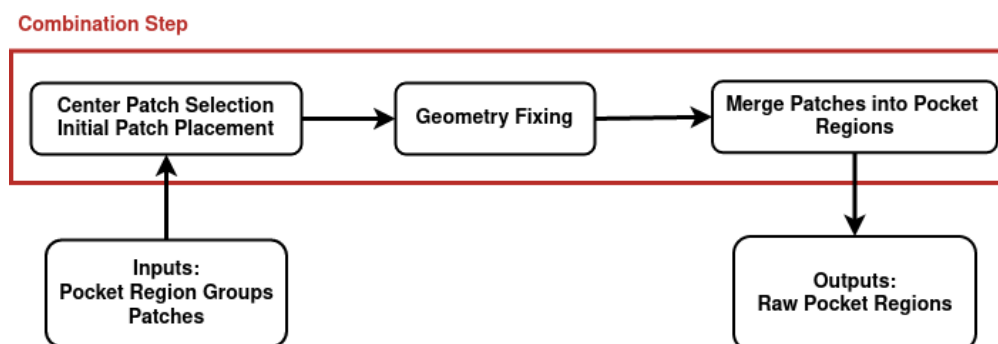 Combination Step
Center Patch Selection
Initial Patch Placement
Geometry Fixing
Merge Patches into Pocket
Regions
Inputs:
Pocket Region Groups
Patches
Outputs:
Raw Pocket Regions